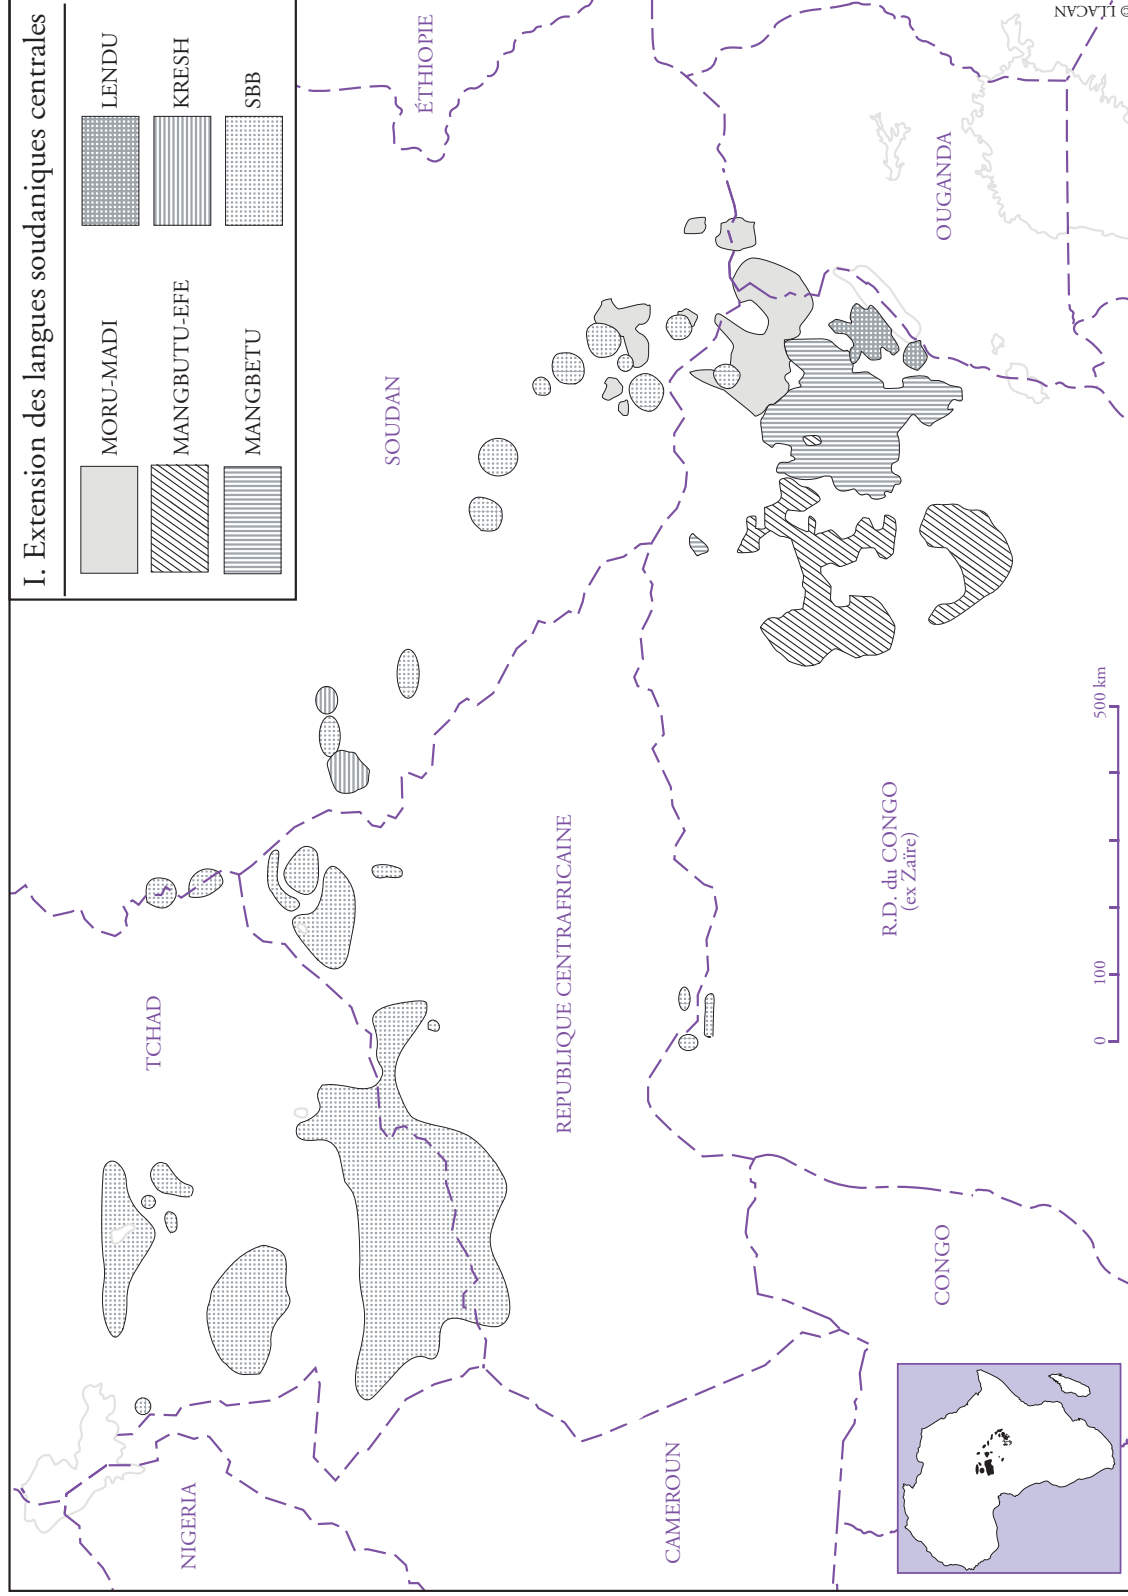 I. Extension des langues soudaniques centrales
MORU-MADI
LENDU
MANGBUTU-EFE
KRESH
MANGBETU
SBB
ÉTHIOPIE
SOUDAN
OUGANDA
TCHAD
REPUBLIQUE CENTRAFRICAINE
R.D. du CONGO
(ex Zaïre)
NIGERIA
CAMEROUN
CONGO
0
100
500 km
© LLACAN